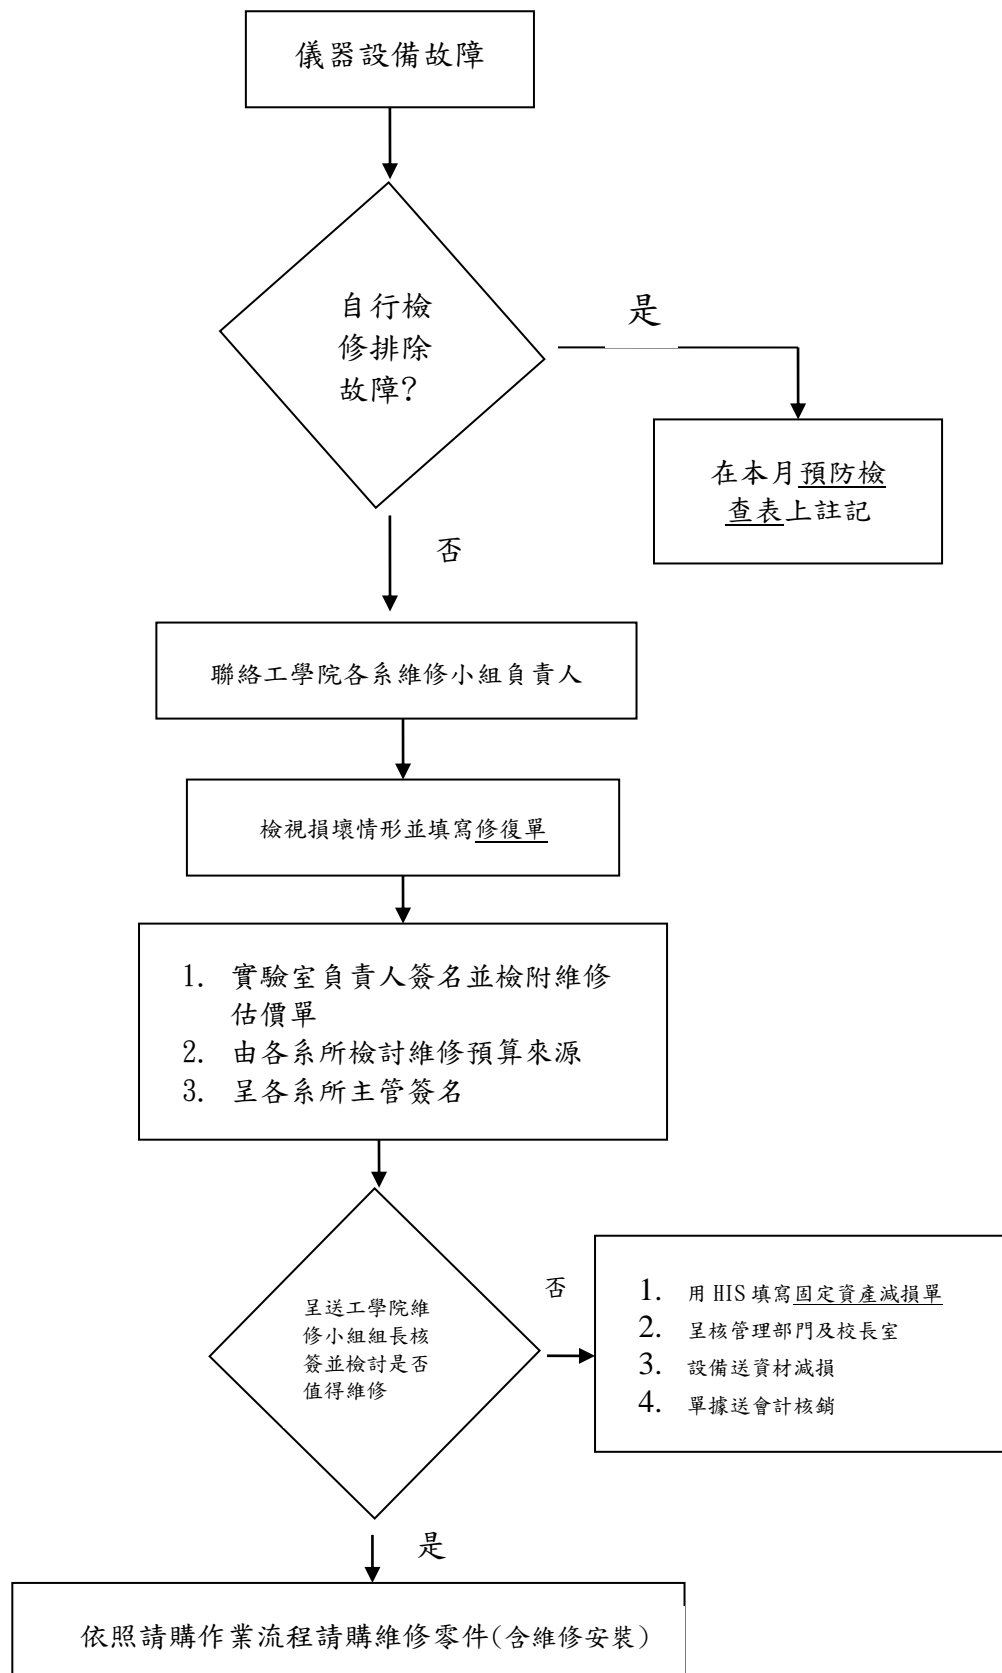 儀器設備故障
自行檢
修排除
故障?
是
在本月預防檢
查表上註記
否
聯絡工學院各系維修小組負責人
檢視損壞情形並填寫修復單
1. 實驗室負責人簽名並檢附維修
估價單
2. 由各系所檢討維修預算來源
3. 呈各系所主管簽名
呈送工學院維
修小組組長核
簽並檢討是否
值得維修
否
1. 用 HIS 填寫固定資產減損單
2. 呈核管理部門及校長室
3. 設備送資材減損
4. 單據送會計核銷
是
依照請購作業流程請購維修零件(含維修安裝)